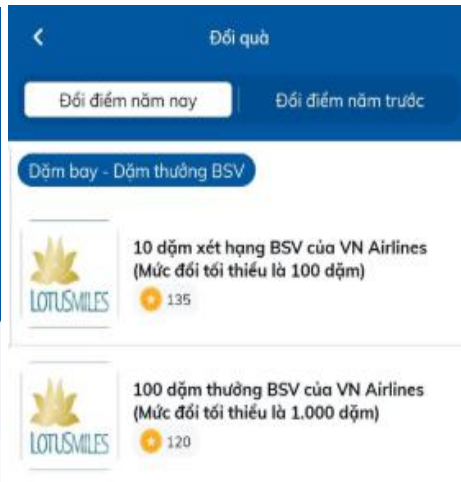 Đổi quà
Đổi điểm năm nay
Đổi điểm năm trước
Dặm bay - Dặm thưởng BSV
10 dặm xét hạng BSV của VN Airlines
(Mức đổi tối thiểu là 100 dặm)
LOTUSMILES
135
100 dặm thưởng BSV của VN Airlines
(Mức đổi tối thiểu là 1.000 dặm)
LOTUSMILES
120